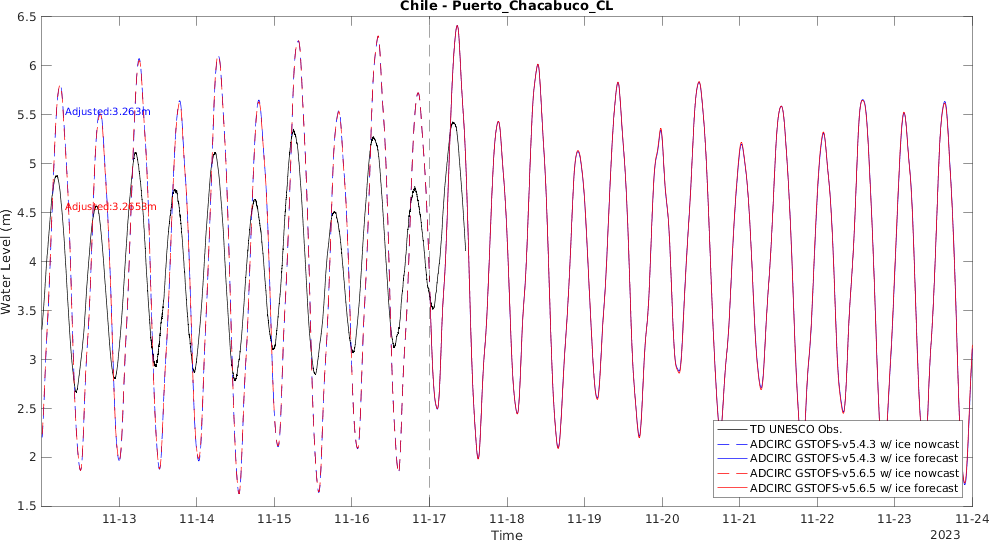 Chile - Puerto_Chacabuco_CL
6.5
6
5.5
5
4.5
4
3.5
3
2.5
2
1.5
Water Level (m)
Adjusted:3.263m
Adjusted:3.2653m
TD UNESCO Obs.
ADCIRC GSTOFS-v5.4.3 w/ ice nowcast
ADCIRC GSTOFS-v5.4.3 w/ ice forecast
ADCIRC GSTOFS-v5.6.5 w/ ice nowcast
ADCIRC GSTOFS-v5.6.5 w/ ice forecast
11-13 11-14 11-15 11-16 11-17 11-18 11-19 11-20 11-21 11-22 11-23 11-24
Time
2023